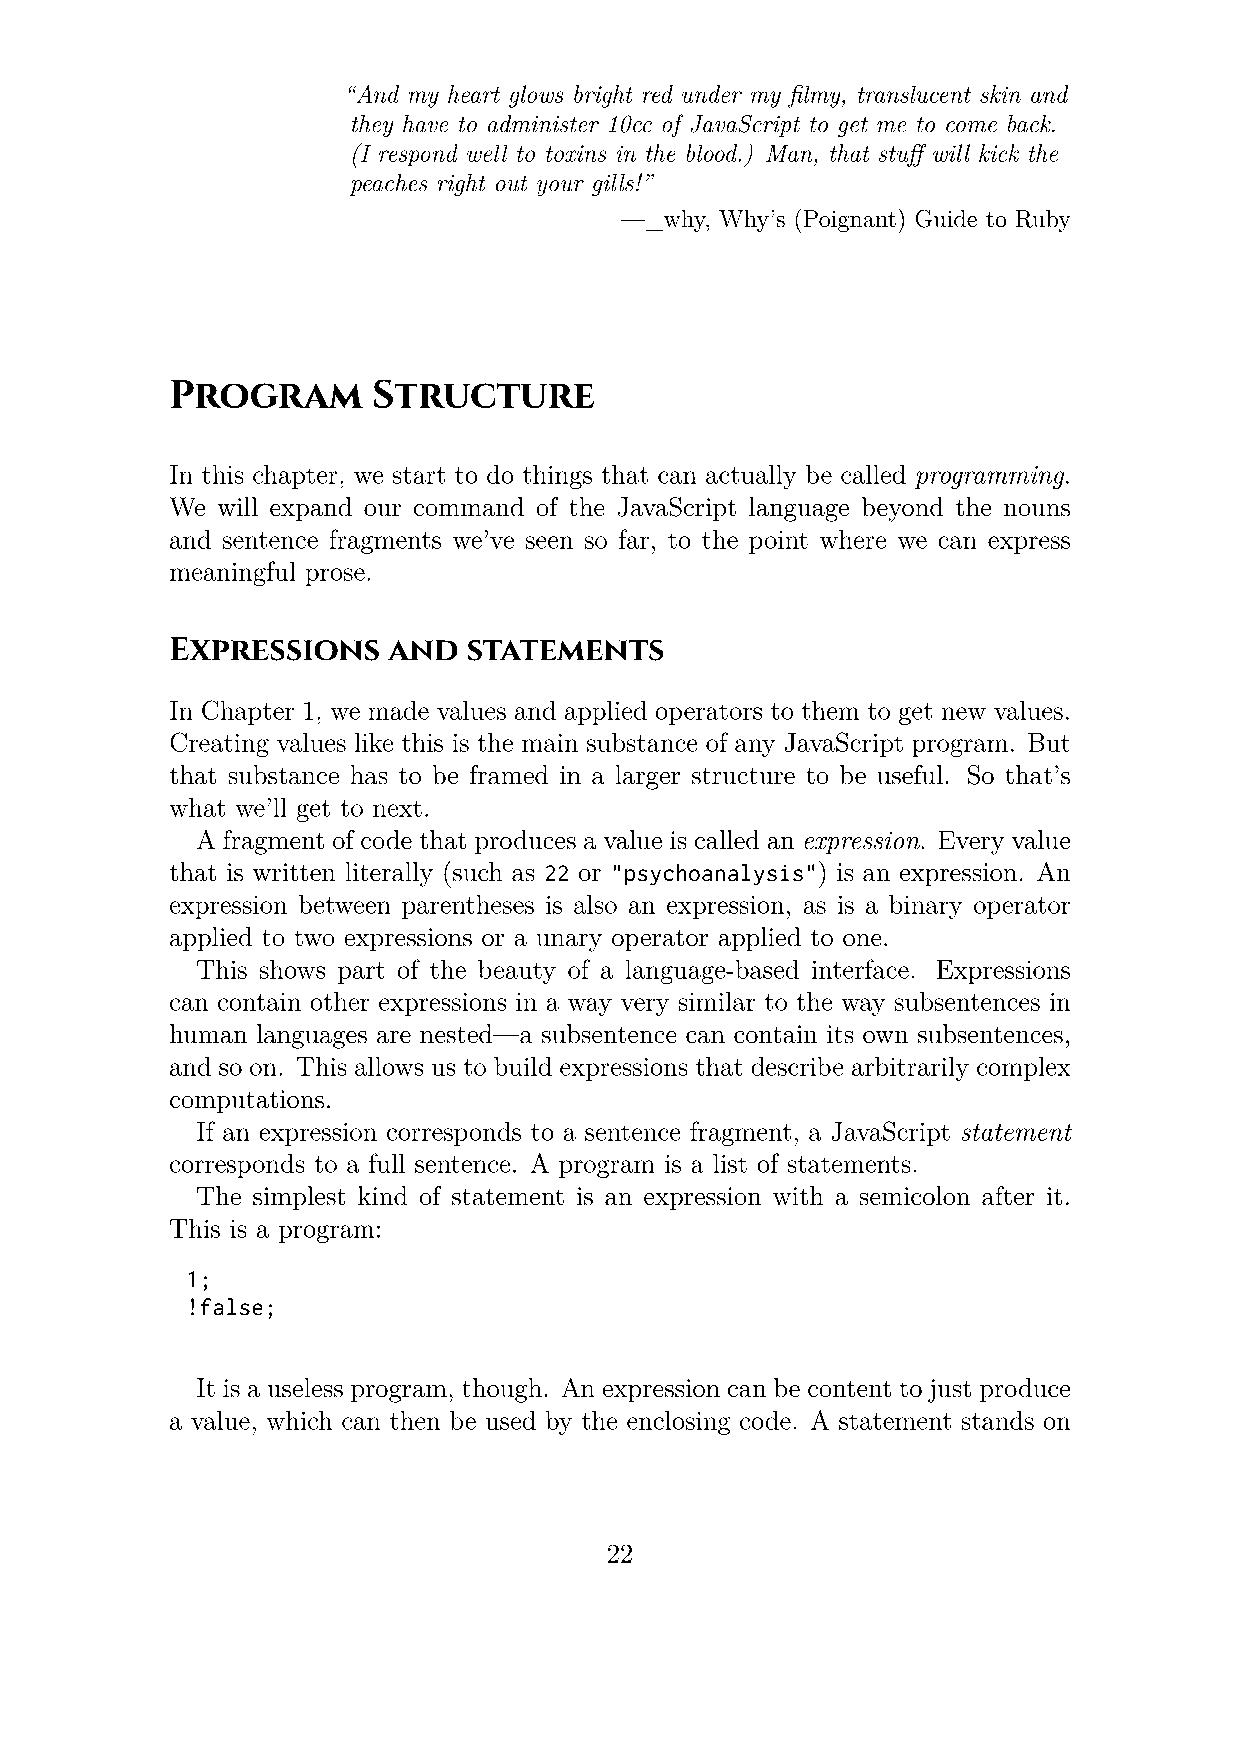 “And my heart glows bright red under my filmy, translucent skin and
they have to administer 10cc of JavaScript to get me to come back.
(I respond well to toxins in the blood.) Man, that stuff will kick the
peaches right out your gills!”
—_why, Why’s (Poignant) Guide to Ruby
Program Structure
In this chapter, we start to do things that can actually be called programming.
We will expand our command of the JavaScript language beyond the nouns
and sentence fragments we’ve seen so far, to the point where we can express
meaningful prose.
Expressions and statements
In Chapter 1, we made values and applied operators to them to get new values.
Creating values like this is the main substance of any JavaScript program. But
that substance has to be framed in a larger structure to be useful. So that’s
what we’ll get to next.
A fragment of code that produces a value is called an expression. Every value
that is written literally (such as 22 or "psychoanalysis") is an expression. An
expression between parentheses is also an expression, as is a binary operator
applied to two expressions or a unary operator applied to one.
This shows part of the beauty of a language-based interface. Expressions
can contain other expressions in a way very similar to the way subsentences in
human languages are nested—a subsentence can contain its own subsentences,
and so on. This allows us to build expressions that describe arbitrarily complex
computations.
If an expression corresponds to a sentence fragment, a JavaScript statement
corresponds to a full sentence. A program is a list of statements.
The simplest kind of statement is an expression with a semicolon after it.
This is a program:
1;
!false;
It is a useless program, though. An expression can be content to just produce
a value, which can then be used by the enclosing code. A statement stands on
22